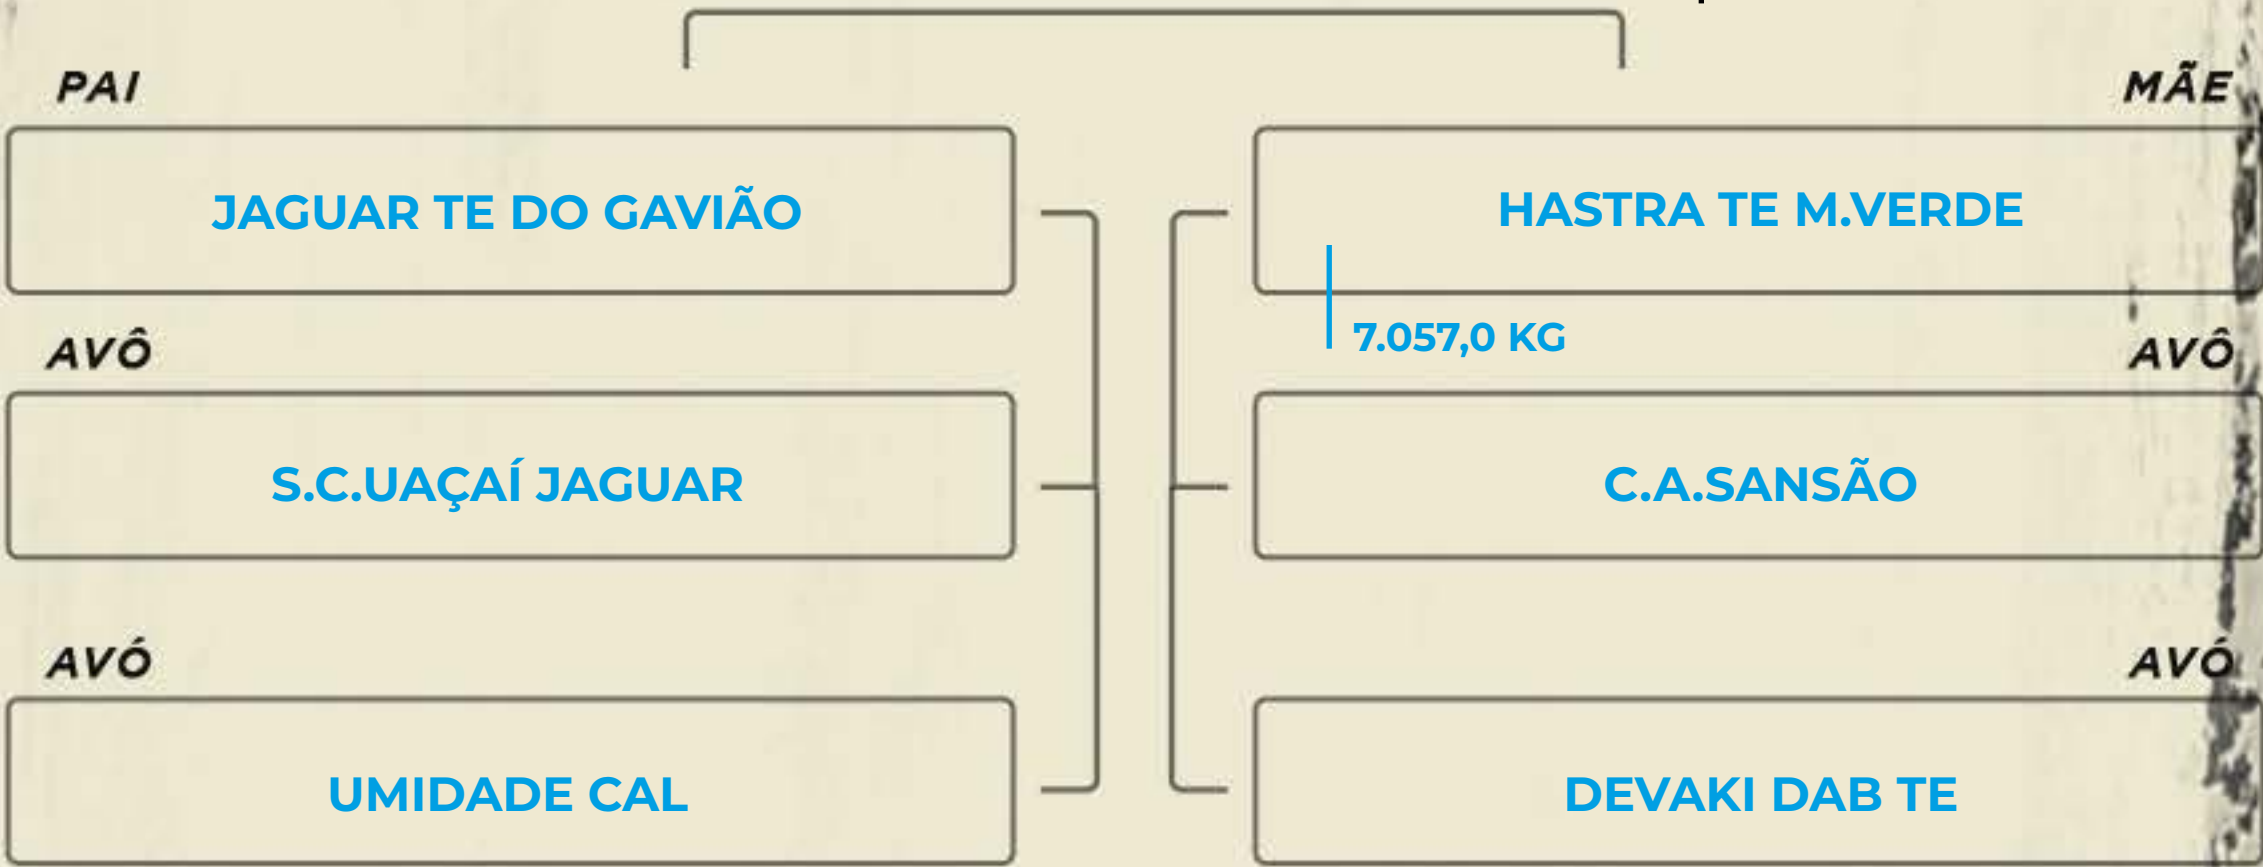 PAI
MÃE
JAGUAR TE DO GAVIÃO
HASTRA TE M.VERDE
7.057,0 KG
AVÔ
AVÔ
S.C.UAÇAÍ JAGUAR
C.A.SANSÃO
AVÓ
AVÓ
UMIDADE CAL
DEVAKI DAB TE